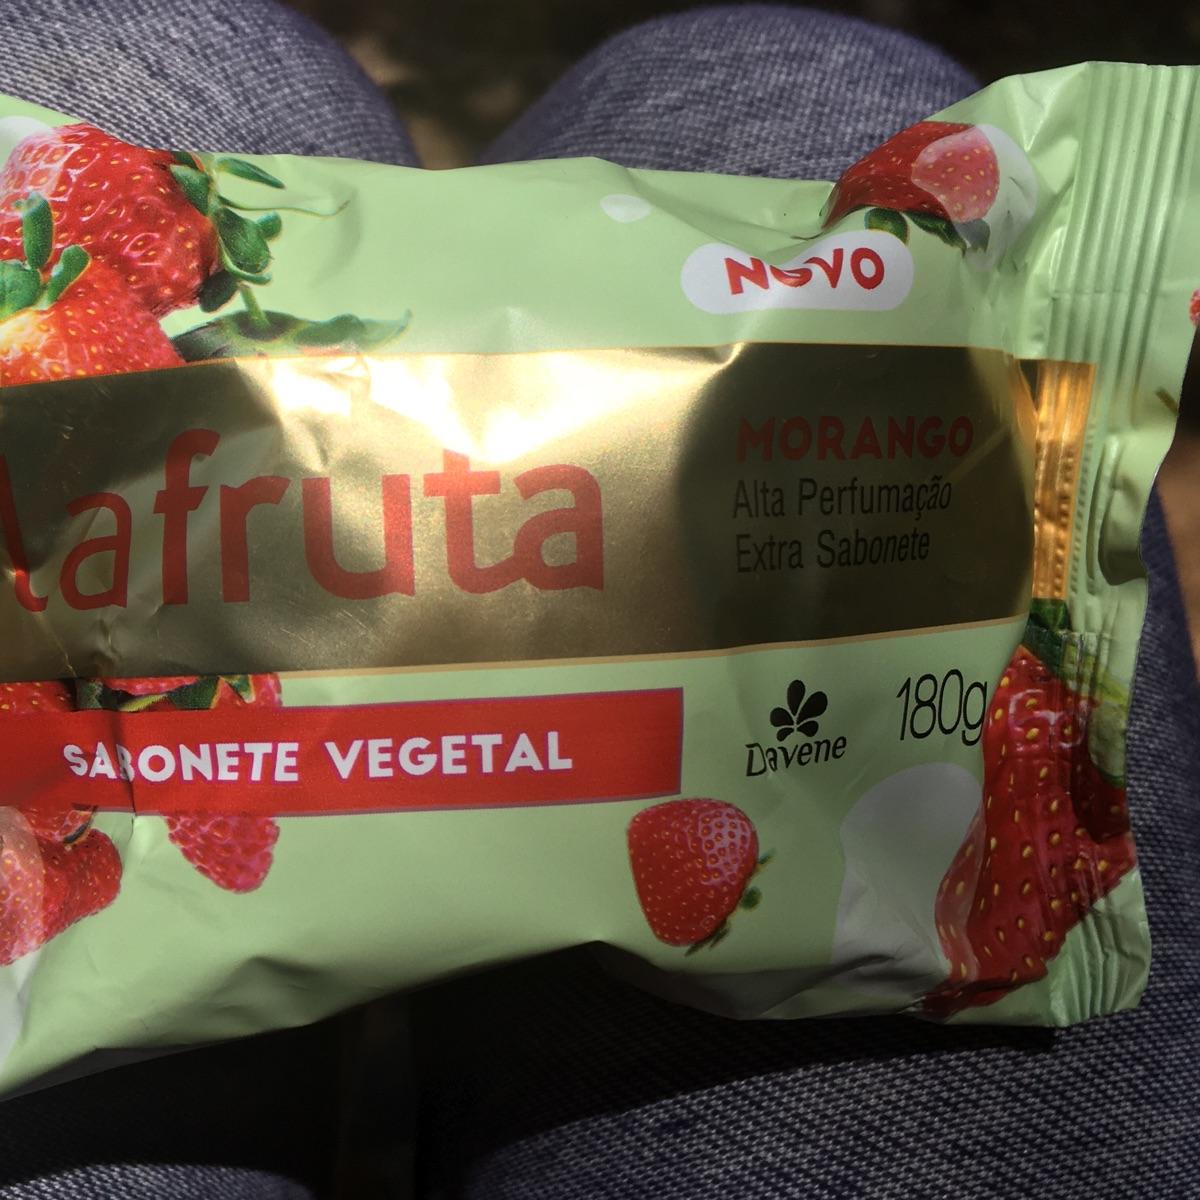 NOVO
lafruta
MORANGO
Alta Perfumação
Extra Sabonete
SABONETE VEGETAL
Davene
180g